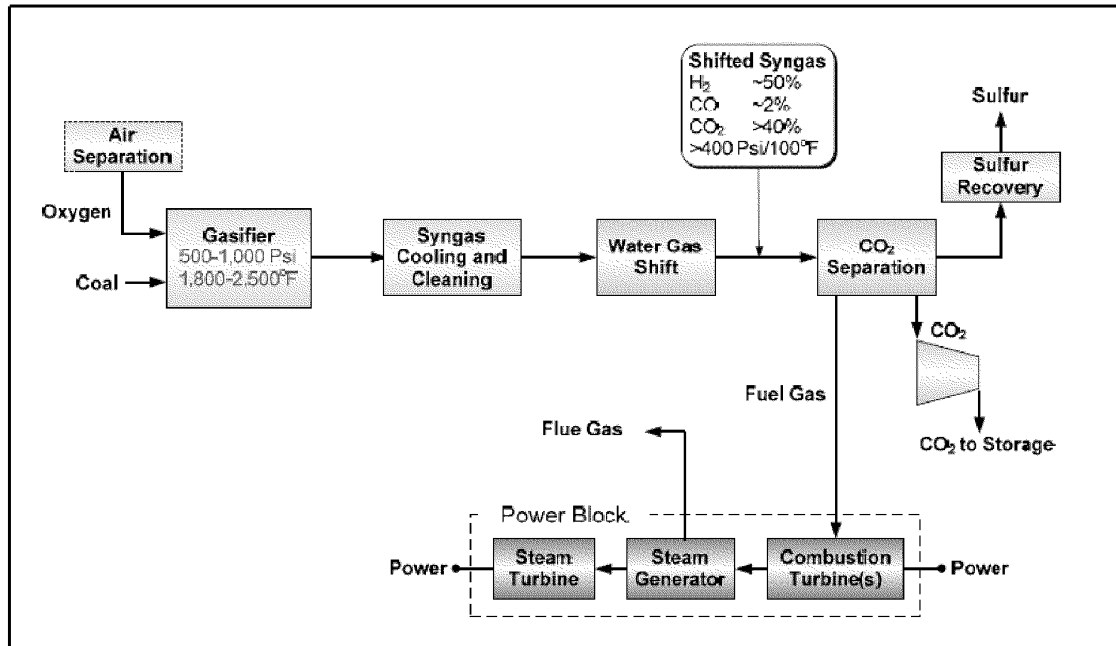 Shifted Syngas
H₂ ~50%
CO ~2%
CO₂ >40%
>400 Psi/100°F
Sulfur
Air
Separation
Sulfur
Recovery
Oxygen
Gasifier
500-1,000 Psi
1,800-2,500°F
Coal
Syngas
Cooling and
Cleaning
Water Gas
Shift
CO₂
Separation
CO₂
Fuel Gas
Flue Gas
CO₂ to Storage
Power Block
Power
Steam
Turbine
Steam
Generator
Combustion
Turbine(s)
Power